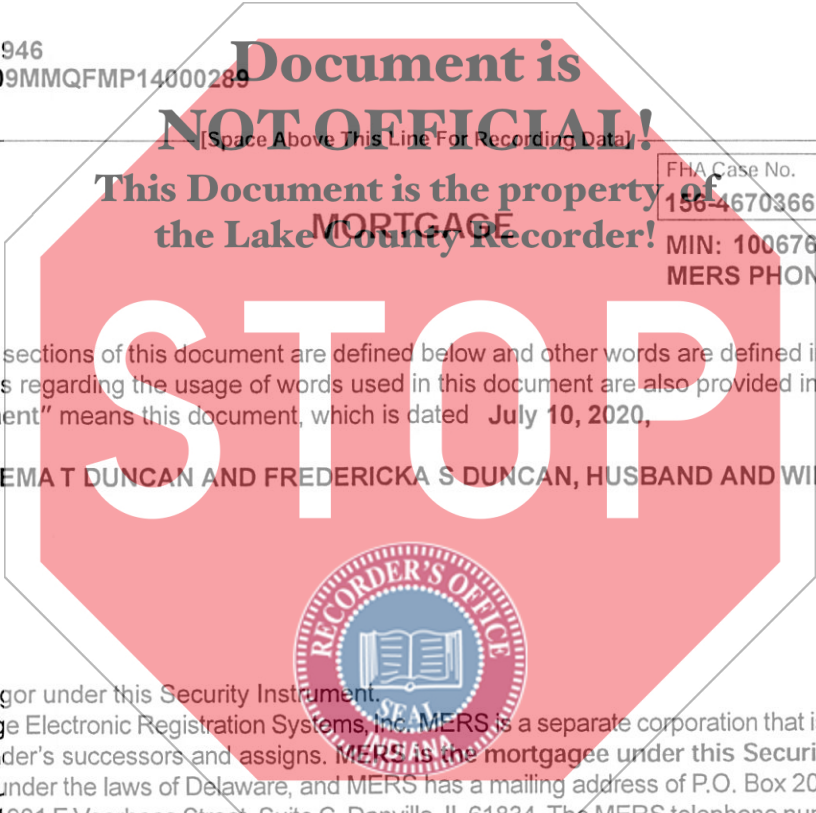 946
9MMQFMP14000289
Document is
NOT OFFICIAL!
[Space Above This Line For Recording Data]
This Document is the property of
the Lake County Recorder!
FHA Case No.
156-4670366
MORTGAGE
MIN: 100676
MERS PHON
STOP
sections of this document are defined below and other words are defined i
s regarding the usage of words used in this document are also provided in
ent” means this document, which is dated July 10, 2020,
EMA T DUNCAN AND FREDERICKA S DUNCAN, HUSBAND AND WI
RECORDER'S OFFICE
SEAL
INDIANA
gor under this Security Instrument.
ge Electronic Registration Systems, Inc. MERS is a separate corporation that i
der's successors and assigns. MERS is the mortgagee under this Securi
under the laws of Delaware, and MERS has a mailing address of P.O. Box 20
Street, Suite C, Danville, IL 61834. The MERS telephone